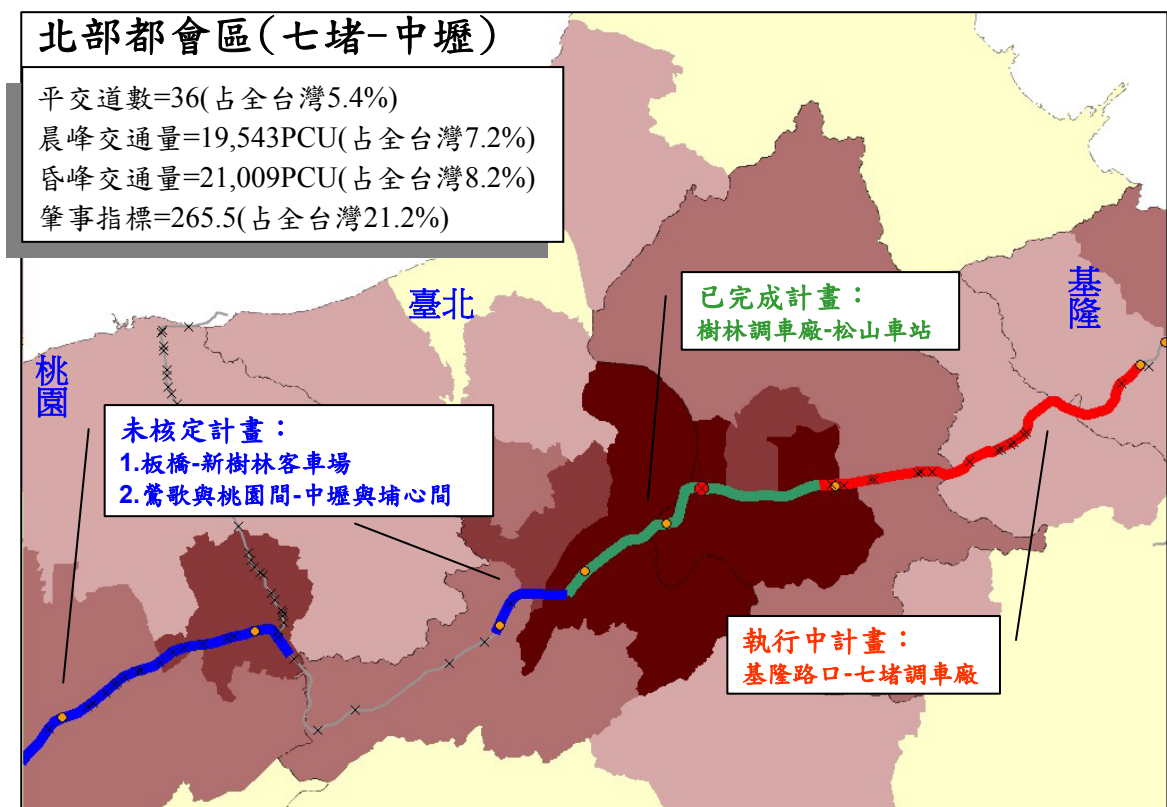 北部都會區(七堵-中壢)
平交道數=36(占全台灣5.4%)
晨峰交通量=19,543PCU(占全台灣7.2%)
昏峰交通量=21,009PCU(占全台灣8.2%)
肇事指標=265.5(占全台灣21.2%)
基隆
臺北
已完成計畫：
樹林調車廠-松山車站
桃園
未核定計畫：
1.板橋-新樹林客車場
2.鶯歌與桃園間-中壢與埔心間
執行中計畫：
基隆路口-七堵調車廠